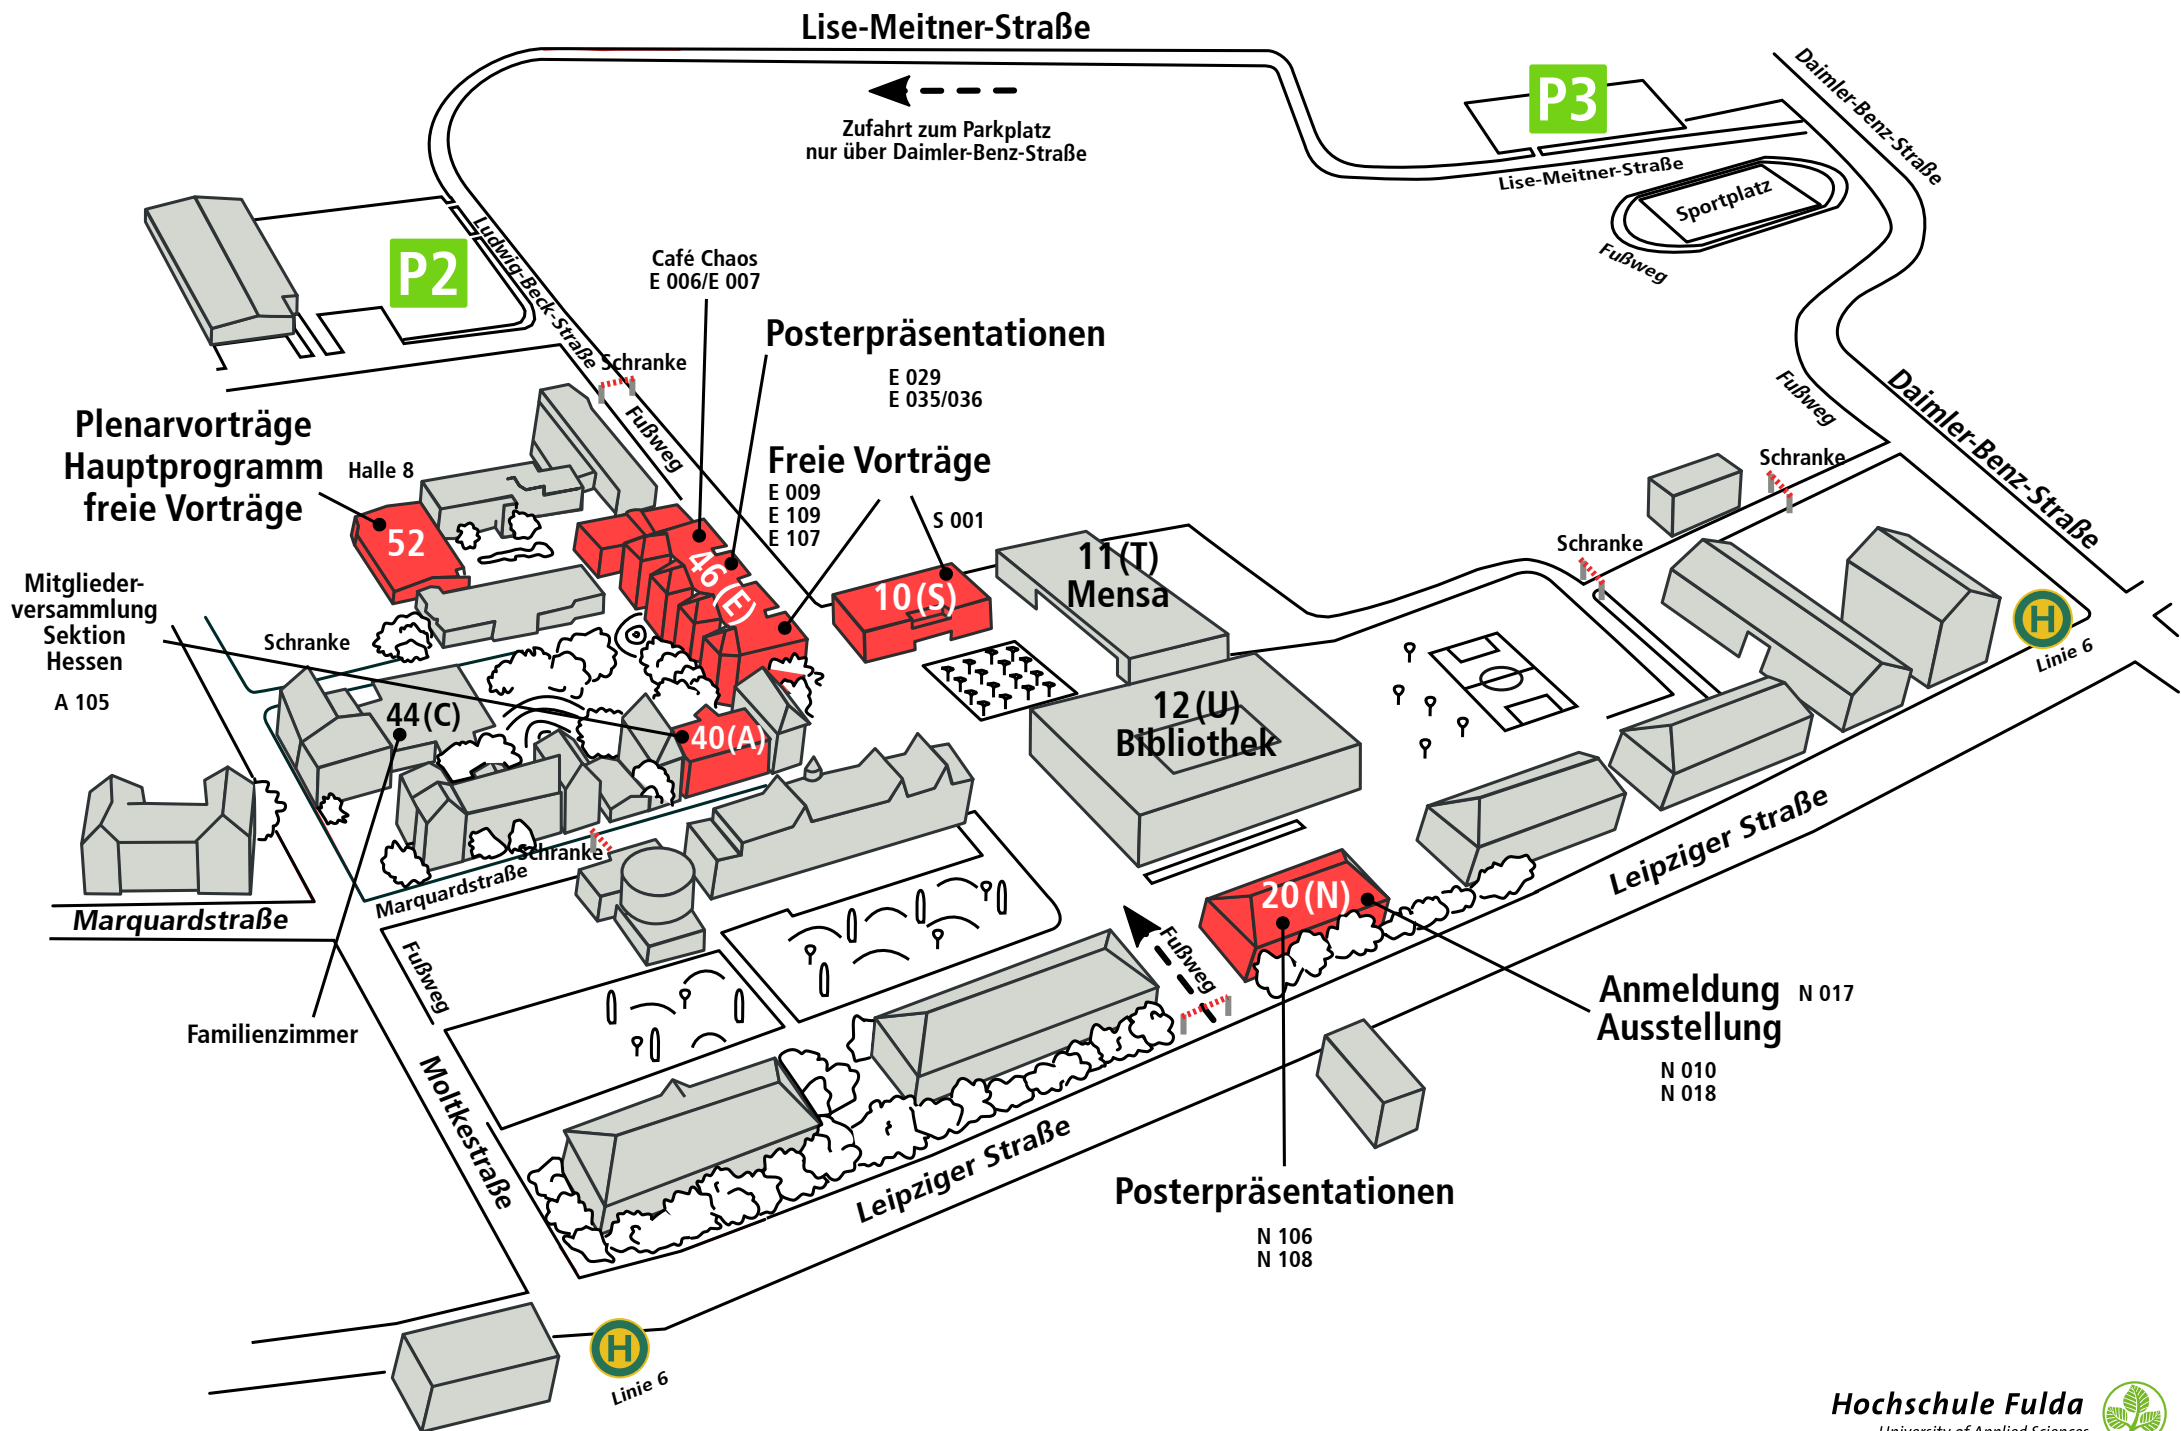 Lise-Meitner-Straße
Zufahrt zum Parkplatz
nur über Daimler-Benz-Straße
P3
Daimler-Benz-Straße
Lise-Meitner-Straße
Sportplatz
Fußweg
P2
Ludwig-Beck-Straße
Café Chaos
E 006/E 007
Posterpräsentationen
E 029
E 035/036
Schranke
Fußweg
Fußweg
Daimler-Benz-Straße
Plenarvorträge
Hauptprogramm
freie Vorträge
Halle 8
52
Freie Vorträge
E 009
E 109
E 107
S 001
46(E)
10(S)
11(T)
Mensa
Schranke
Schranke
H
Linie 6
Mitglieder-
versammlung
Sektion
Hessen
A 105
Schranke
44(C)
40(A)
12(U)
Bibliothek
Schranke
Marquardstraße
Marquardstraße
Leipziger Straße
20(N)
Fußweg
Fußweg
Anmeldung
Ausstellung
N 017
N 010
N 018
Familienzimmer
Moltkestraße
Leipziger Straße
Posterpräsentationen
N 106
N 108
H
Linie 6
Hochschule Fulda
University of Applied Sciences